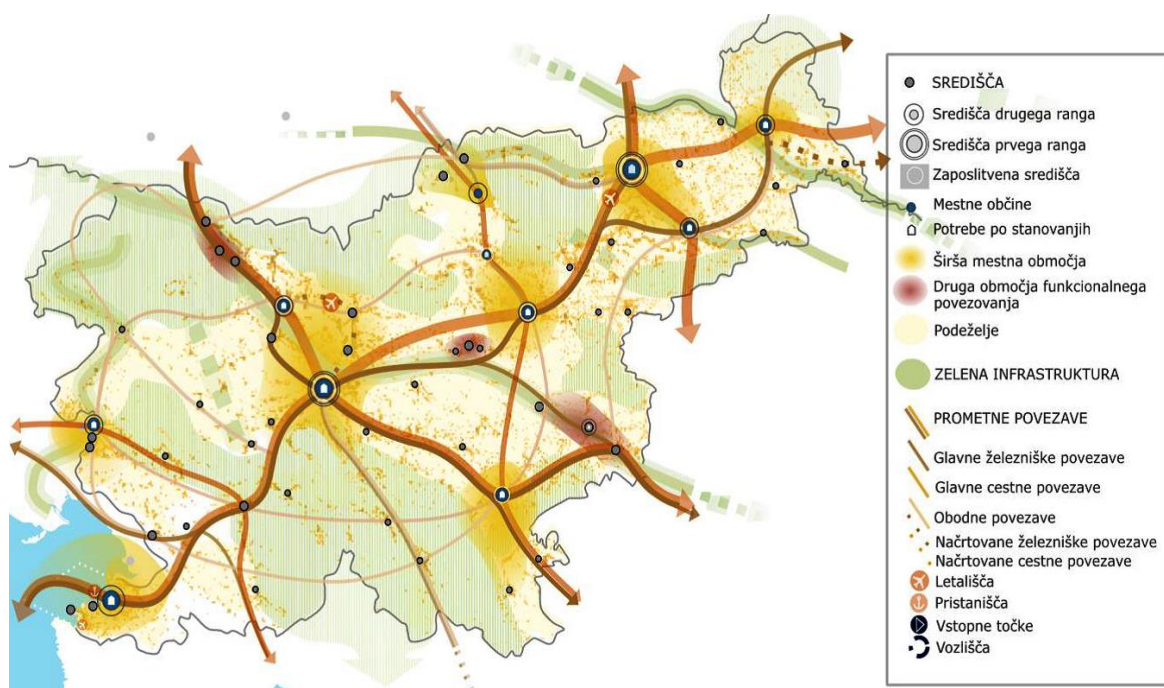 SREDIŠČA
Središča drugega ranga
Središča prvega ranga
Zaposlitvena središča
Mestne občine
Potrebe po stanovanjih
Širša mestna območja
Druga območja funkcionalnega
povezovanja
Podeželje
ZELENA INFRASTRUKTURA
PROMETNE POVEZAVE
Glavne železniške povezave
Glavne cestne povezave
Obodne povezave
Načrtovane železniške povezave
Načrtovane cestne povezave
Letališča
Pristanišča
Vstopne točke
Vozlišča